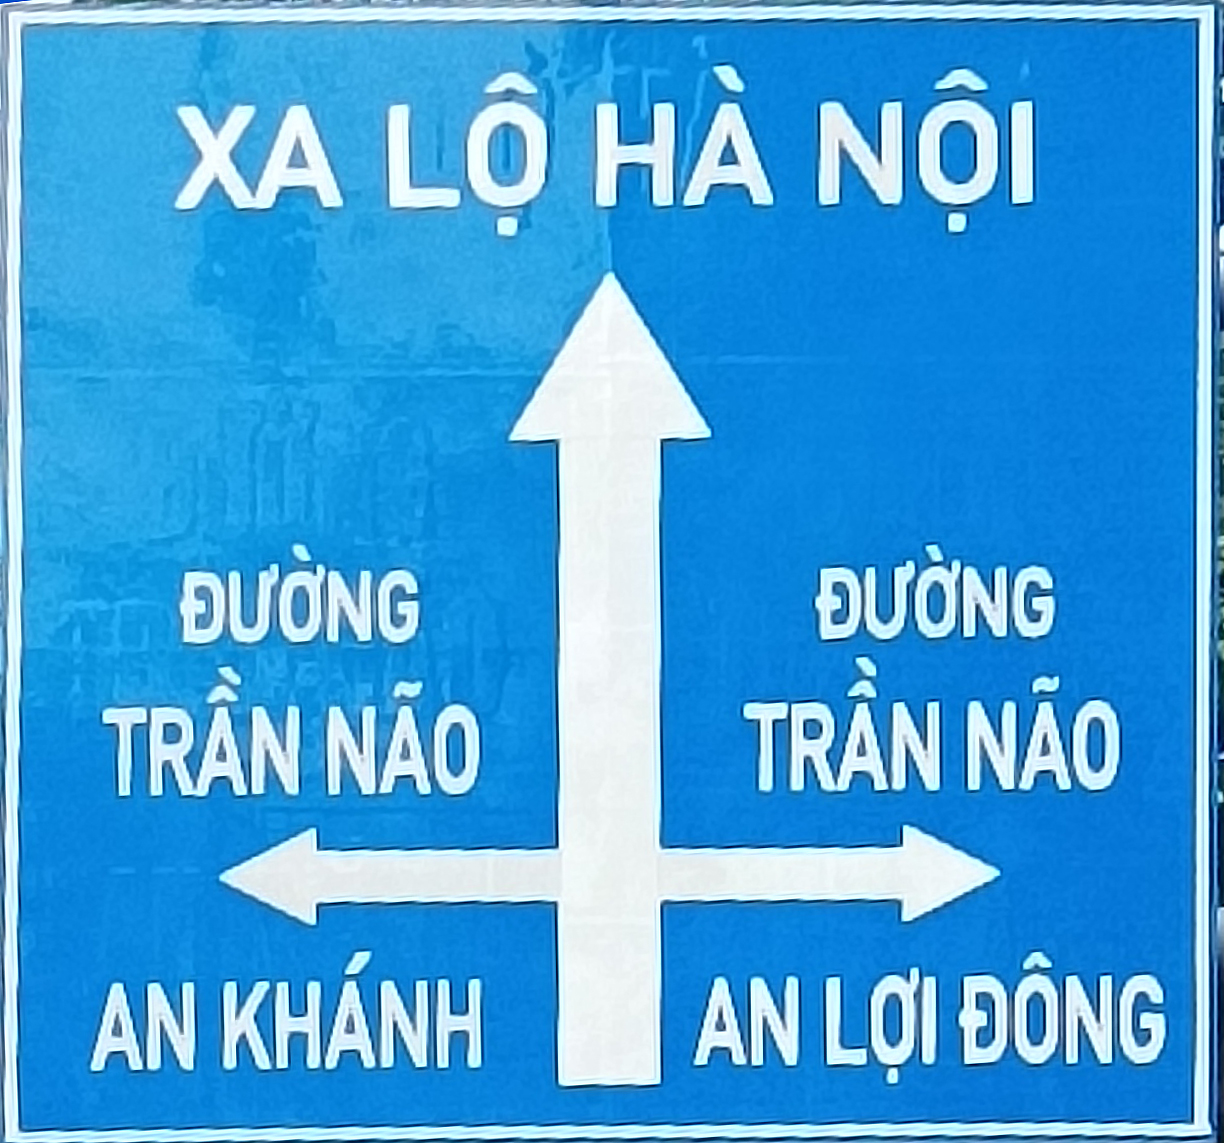 XA LỘ HÀ NỘI
ĐƯỜNG
TRẦN NÃO
AN KHÁNH
ĐƯỜNG
TRẦN NÃO
AN LỢI ĐÔNG